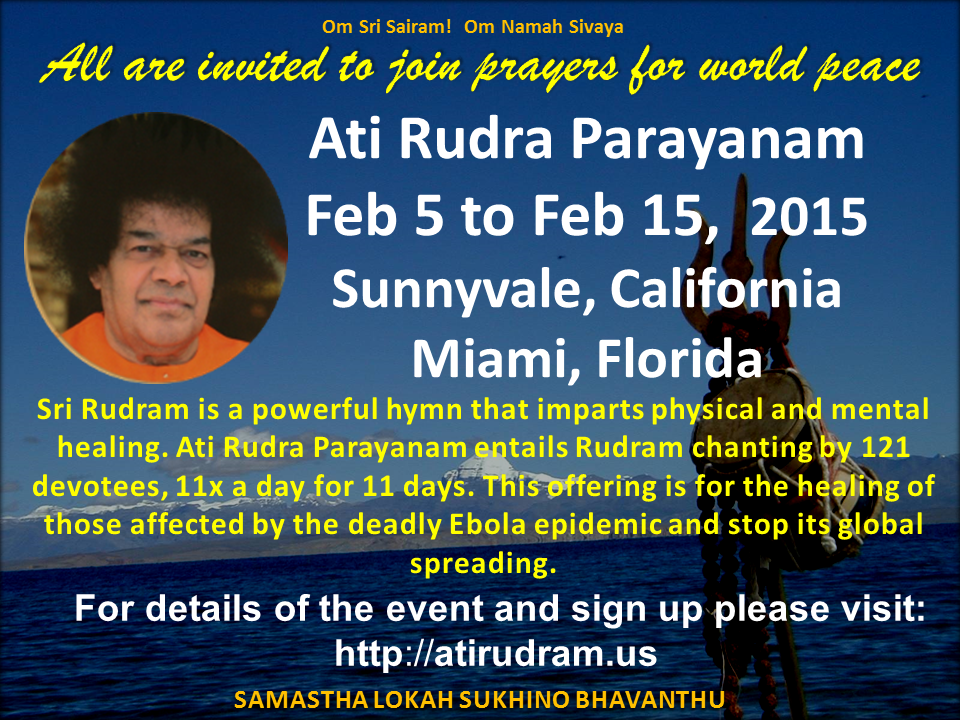 Om Sri Sairam!  Om Namah Sivaya
All are invited to join prayers for world peace
Ati Rudra Parayanam
Feb 5 to Feb 15,  2015
Sunnyvale, California
Miami, Florida
Sri Rudram is a powerful hymn that imparts physical and mental
healing. Ati Rudra Parayanam entails Rudram chanting by 121
devotees, 11x a day for 11 days. This offering is for the healing of
those affected by the deadly Ebola epidemic and stop its global
spreading.
For details of the event and sign up please visit:
http://atirudram.us
SAMASTHA LOKAH SUKHINO BHAVANTHU